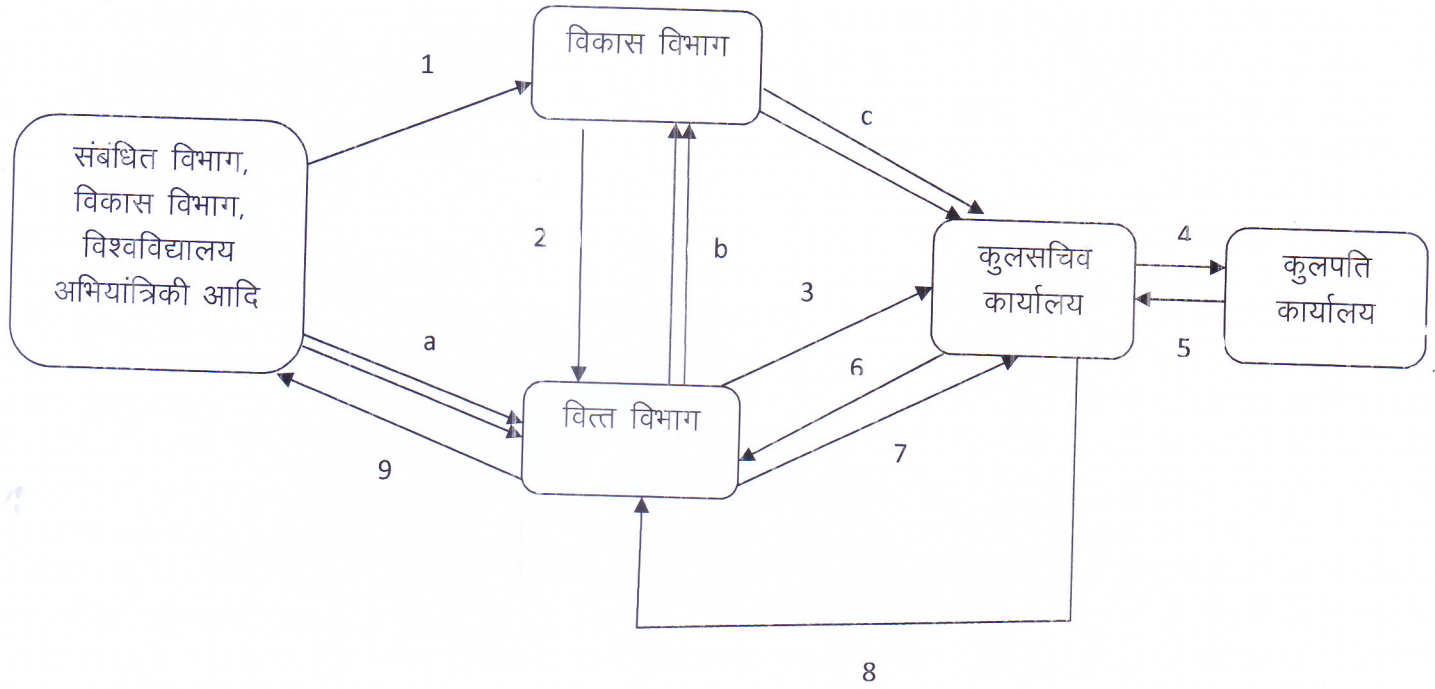 विकास विभाग
1
c
संबंधित विभाग,
विकास विभाग,
विश्वविद्यालय
अभियांत्रिकी आदि
2
b
4
कुलसचिव
कार्यालय
कुलपति
कार्यालय
3
a
5
6
वित्त विभाग
7
9
8